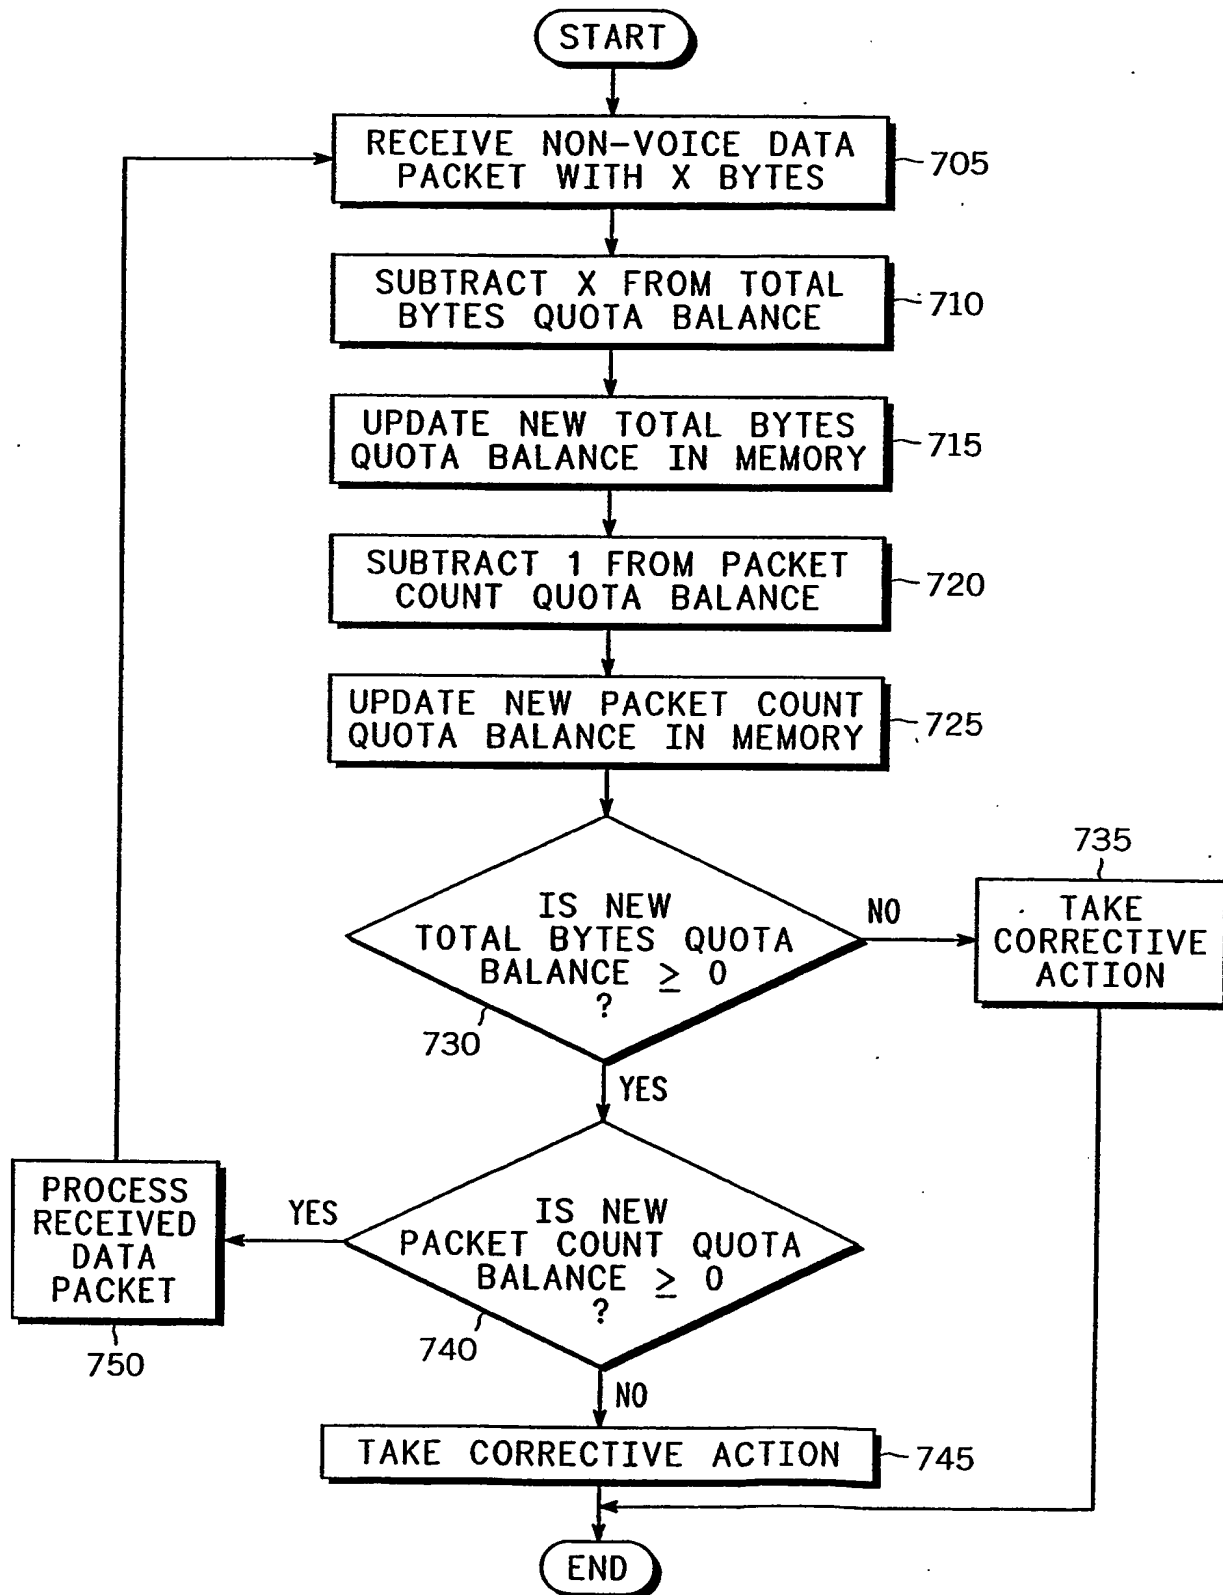 START
RECEIVE NON-VOICE DATA
PACKET WITH X BYTES
705
SUBTRACT X FROM TOTAL
BYTES QUOTA BALANCE
710
UPDATE NEW TOTAL BYTES
QUOTA BALANCE IN MEMORY
715
SUBTRACT 1 FROM PACKET
COUNT QUOTA BALANCE
720
UPDATE NEW PACKET COUNT
QUOTA BALANCE IN MEMORY
725
IS NEW
TOTAL BYTES QUOTA
BALANCE ≥ 0
?
730
NO
735
TAKE
CORRECTIVE
ACTION
YES
IS NEW
PACKET COUNT QUOTA
BALANCE ≥ 0
?
740
YES
PROCESS
RECEIVED
DATA
PACKET
750
NO
TAKE CORRECTIVE ACTION
745
END